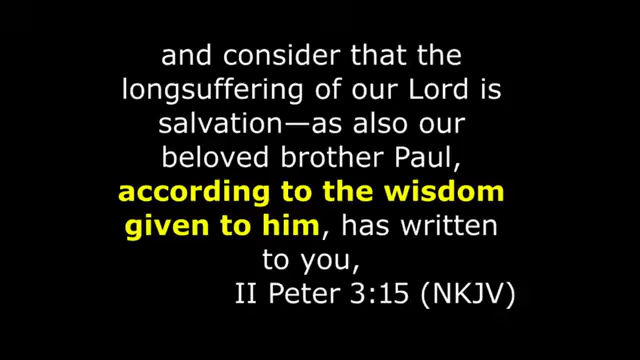 and consider that the
longsuffering of our Lord is
salvation—as also our
beloved brother Paul,
according to the wisdom
given to him, has written
to you,
II Peter 3:15 (NKJV)